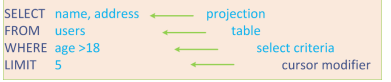 SELECT name, address projection
FROM users table
WHERE age >18 select criteria
LIMIT 5 cursor modifier